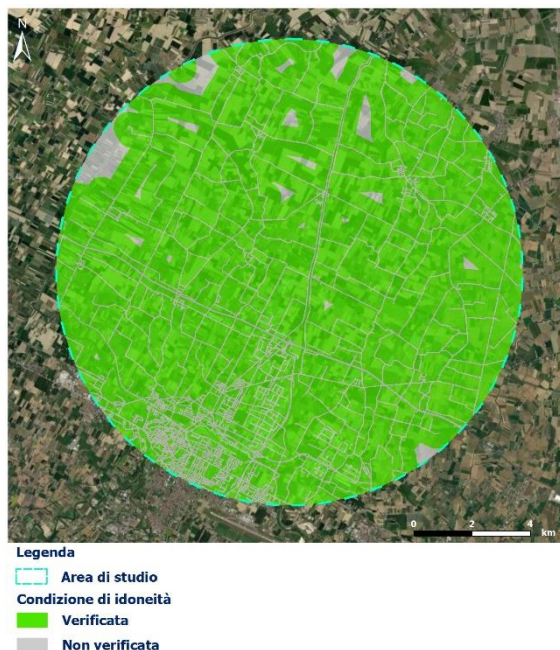 N
0 2 4
km
Legenda
Area di studio
Condizione di idoneità
Verificata
Non verificata